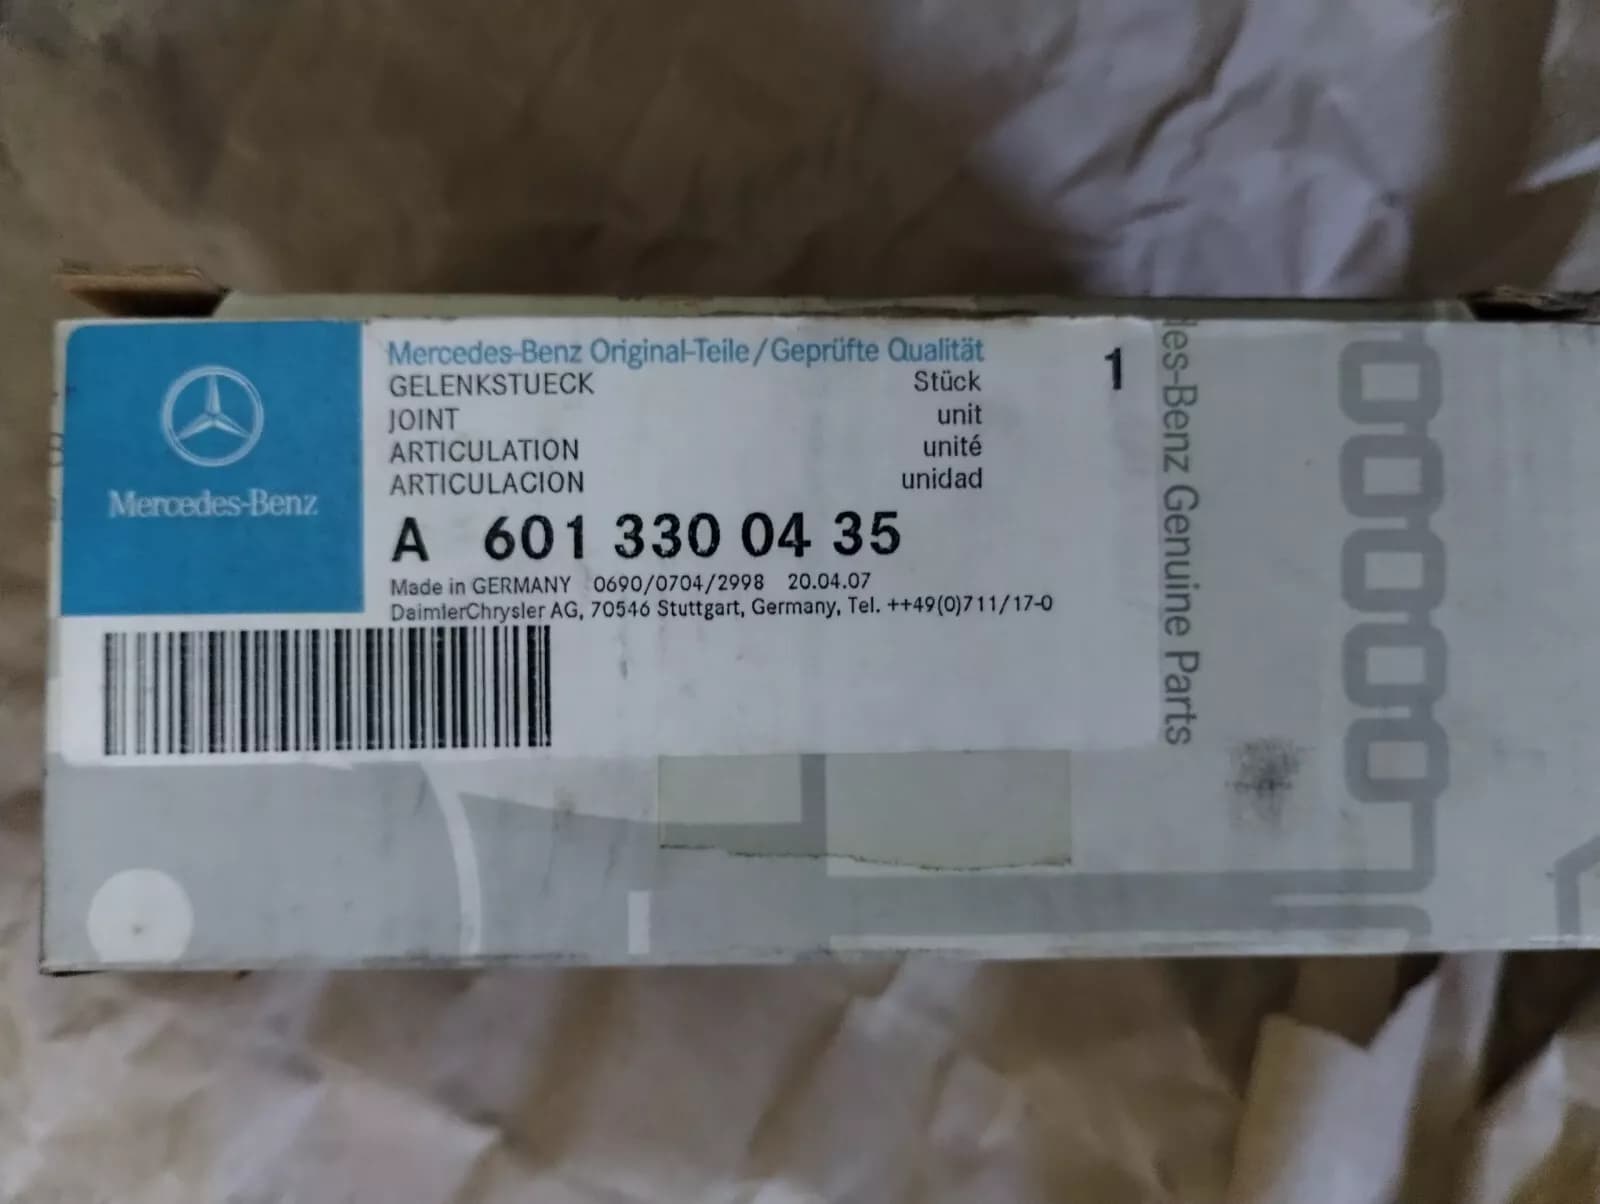 Mercedes-Benz
Mercedes-Benz Original-Teile/Geprüfte Qualität
GELENKSTUECK Stück 1
JOINT unit
ARTICULATION unité
ARTICULACION unidad
A 601 330 04 35
Made in GERMANY 0690/0704/2998 20.04.07
DaimlerChrysler AG, 70546 Stuttgart, Germany, Tel. ++49(0)711/17-0
des-Benz Genuine Parts